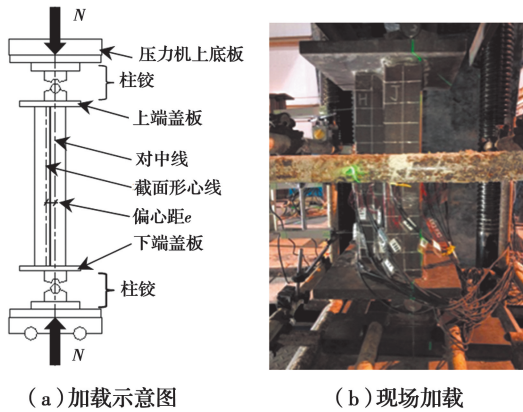 N
压力机上底板
柱铰
上端盖板
对中线
截面形心线
偏心距e
下端盖板
柱铰
N
(a)加载示意图
(b)现场加载